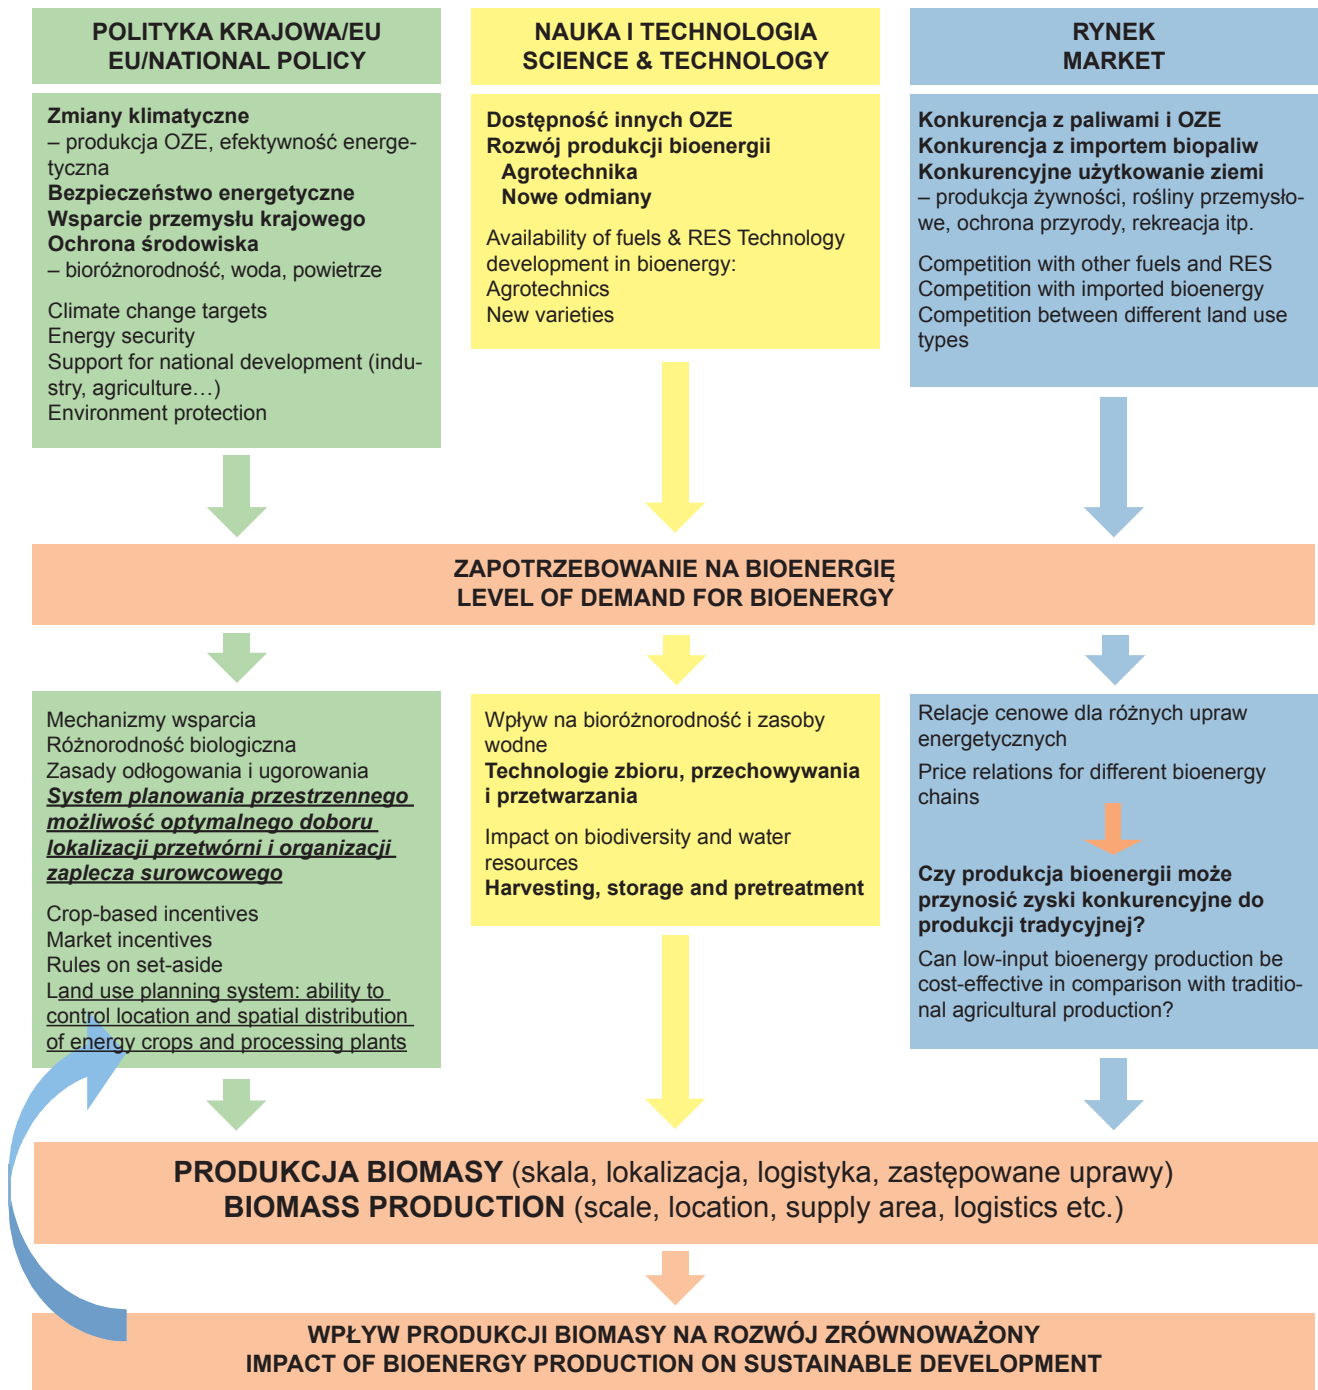 POLITYKA KRAJOWA/EU
EU/NATIONAL POLICY
Zmiany klimatyczne
– produkcja OZE, efektywność energe-
tyczna
Bezpieczeństwo energetyczne
Wsparcie przemysłu krajowego
Ochrona środowiska
– bioróżnorodność, woda, powietrze
Climate change targets
Energy security
Support for national development (indu-
stry, agriculture…)
Environment protection
NAUKA I TECHNOLOGIA
SCIENCE & TECHNOLOGY
Dostępność innych OZE
Rozwój produkcji bioenergii
Agrotechnika
Nowe odmiany
Availability of fuels & RES Technology
development in bioenergy:
Agrotechnics
New varieties
RYNEK
MARKET
Konkurencja z paliwami i OZE
Konkurencja z importem biopaliw
Konkurencyjne użytkowanie ziemi
– produkcja żywności, rośliny przemysło-
we, ochrona przyrody, rekreacja itp.
Competition with other fuels and RES
Competition with imported bioenergy
Competition between different land use
types
ZAPOTRZEBOWANIE NA BIOENERGIĘ
LEVEL OF DEMAND FOR BIOENERGY
Mechanizmy wsparcia
Różnorodność biologiczna
Zasady odłogowania i ugorowania
System planowania przestrzennego
możliwość optymalnego doboru
lokalizacji przetwórni i organizacji
zaplecza surowcowego
Crop-based incentives
Market incentives
Rules on set-aside
Land use planning system: ability to
control location and spatial distribution
of energy crops and processing plants
Wpływ na bioróżnorodność i zasoby
wodne
Technologie zbioru, przechowywania
i przetwarzania
Impact on biodiversity and water
resources
Harvesting, storage and pretreatment
Relacje cenowe dla różnych upraw
energetycznych
Price relations for different bioenergy
chains
Czy produkcja bioenergii może
przynosić zyski konkurencyjne do
produkcji tradycyjnej?
Can low-input bioenergy production be
cost-effective in comparison with traditio-
nal agricultural production?
PRODUKCJA BIOMASY (skala, lokalizacja, logistyka, zastępowane uprawy)
BIOMASS PRODUCTION (scale, location, supply area, logistics etc.)
WPŁYW PRODUKCJI BIOMASY NA ROZWÓJ ZRÓWNOWAŻONY
IMPACT OF BIOENERGY PRODUCTION ON SUSTAINABLE DEVELOPMENT